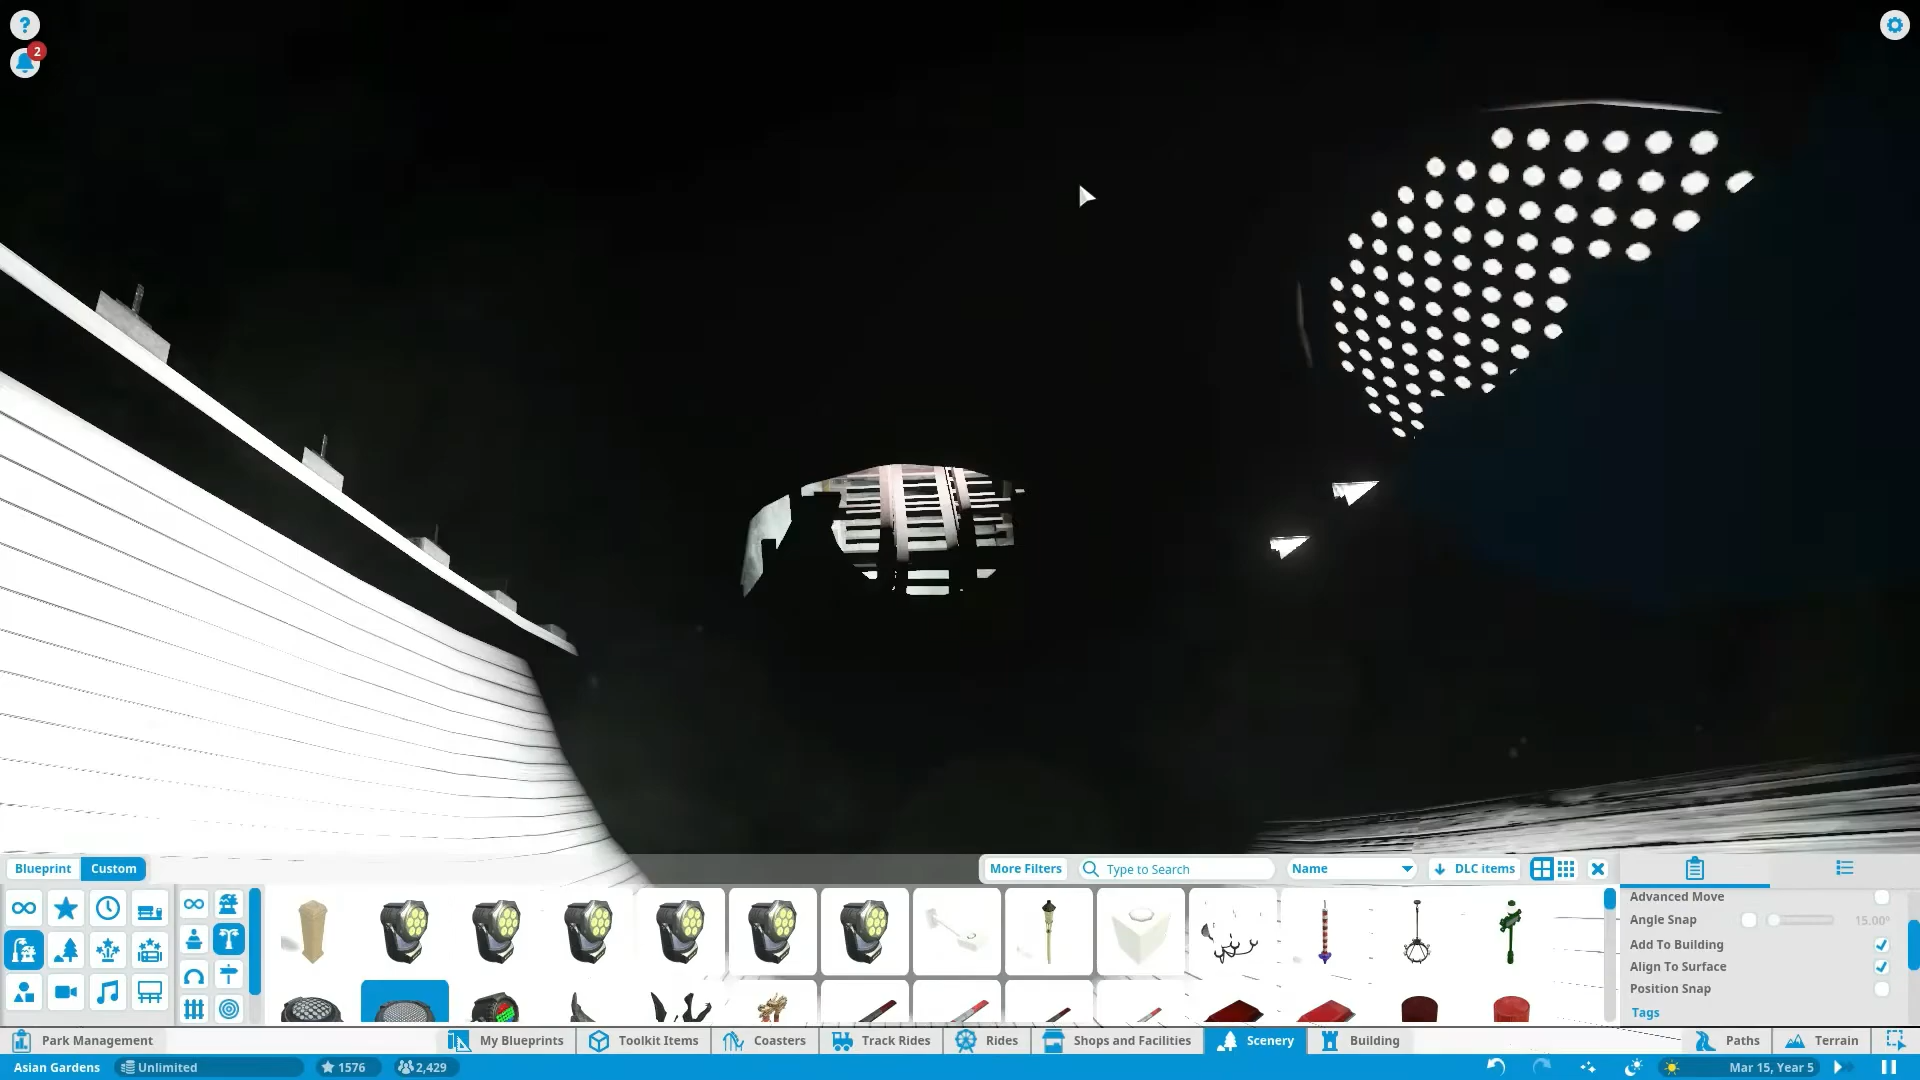 ?
2
Blueprint
Custom
More Filters
Type to Search
Name
DLC items
Advanced Move
Angle Snap
15.00°
Add To Building
Align To Surface
Position Snap
Tags
Park Management
My Blueprints
Toolkit Items
Coasters
Track Rides
Rides
Shops and Facilities
Scenery
Building
Paths
Terrain
Asian Gardens
Unlimited
1576
2,429
Mar 15, Year 5